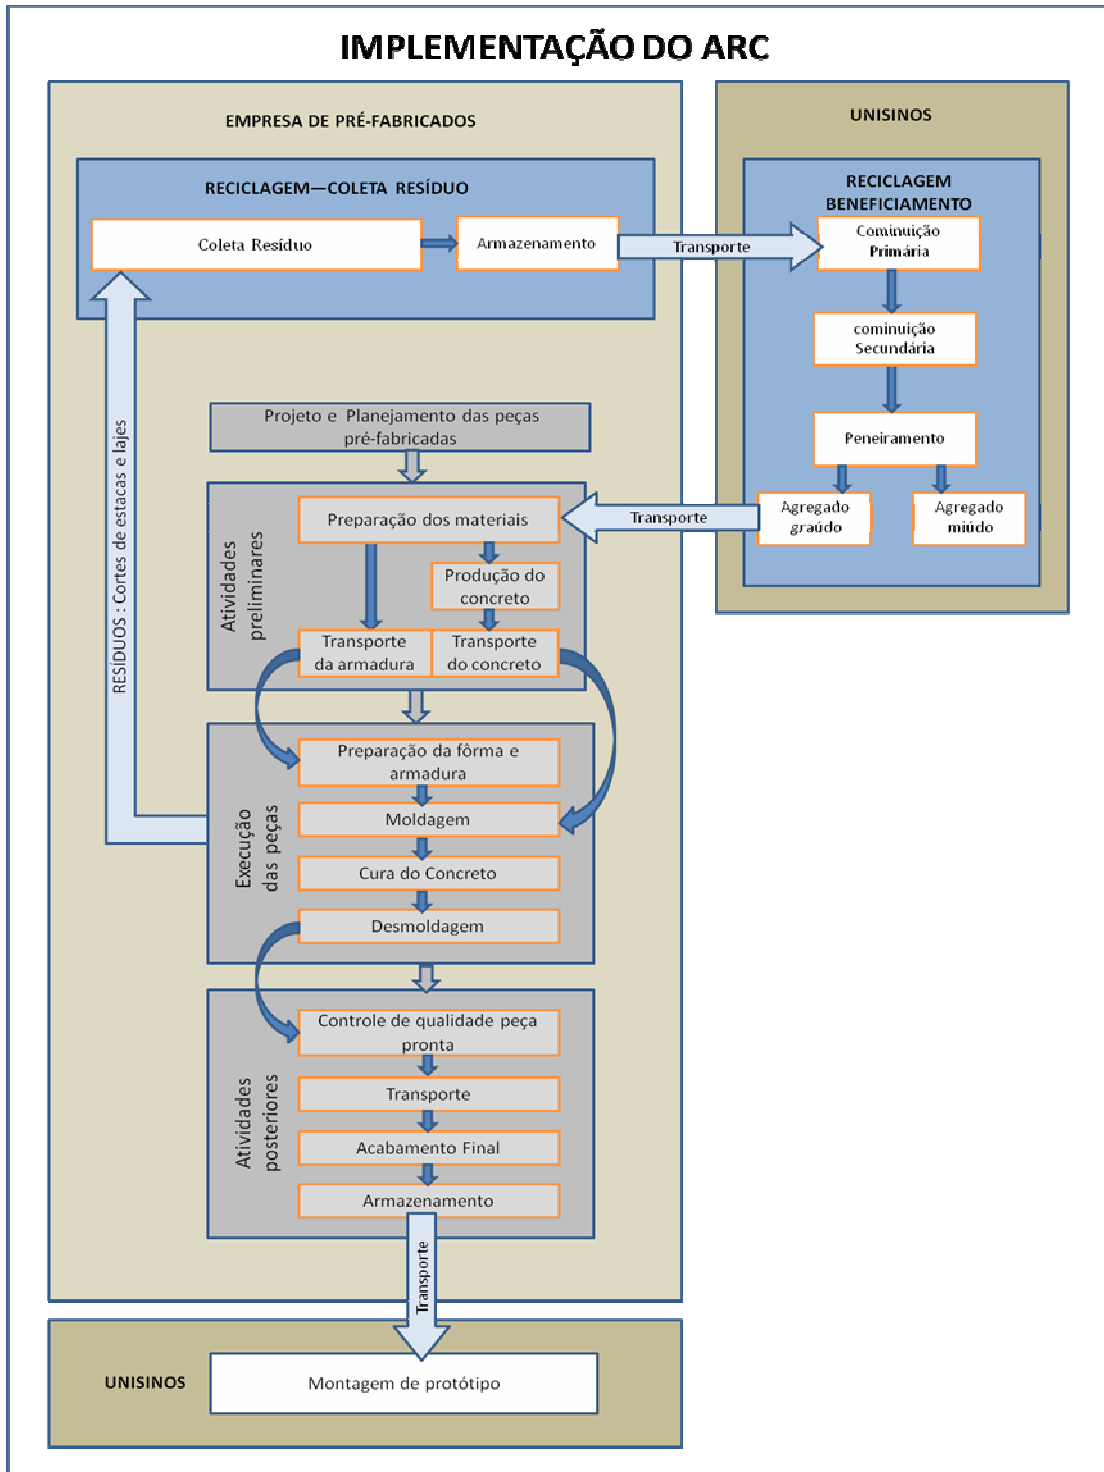 IMPLEMENTAÇÃO DO ARC
EMPRESA DE PRÉ-FABRICADOS
RECICLAGEM—COLETA RESÍDUO
Coleta Resíduo
Armazenamento
Transporte
UNISINOS
RECICLAGEM
BENEFICIAMENTO
Cominuição
Primária
cominuição
Secundária
Peneiramento
Agregado
graúdo
Agregado
miúdo
Transporte
RESÍDUOS : Cortes de estacas e lajes
Projeto e Planejamento das peças
pré-fabricadas
Atividades
preliminares
Preparação dos materiais
Produção do
concreto
Transporte
da armadura
Transporte
do concreto
Execução
das peças
Preparação da fôrma e
armadura
Moldagem
Cura do Concreto
Desmoldagem
Atividades
posteriores
Controle de qualidade peça
pronta
Transporte
Acabamento Final
Armazenamento
Transporte
UNISINOS
Montagem de protótipo